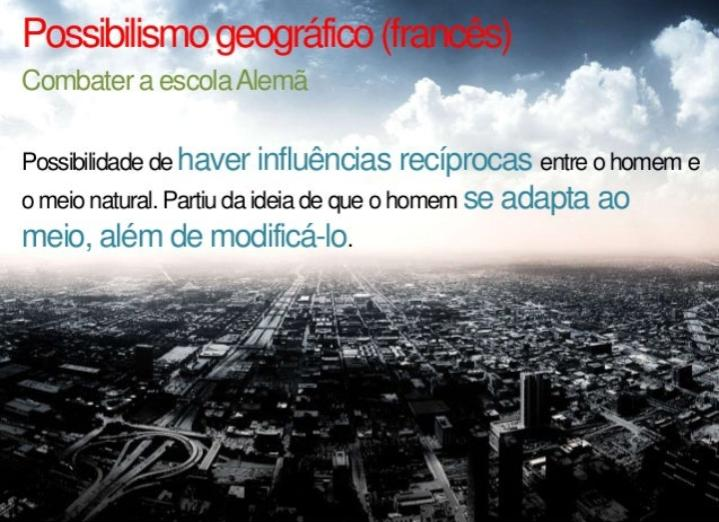 Possibilismo geográfico (francês)
Combater a escola Alemã
Possibilidade de haver influências recíprocas entre o homem e
o meio natural. Partiu da ideia de que o homem se adapta ao
meio, além de modificá-lo.